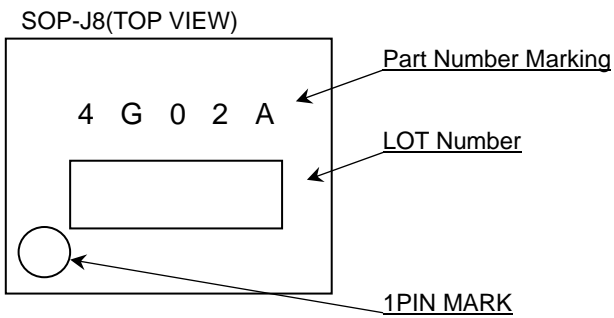 SOP-J8(TOP VIEW)
Part Number Marking
4 G 0 2 A
LOT Number
1PIN MARK